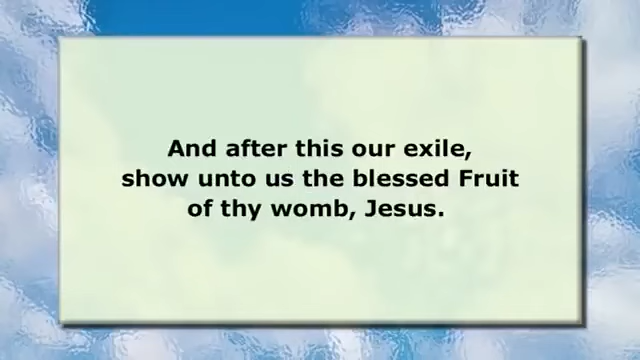 And after this our exile,
show unto us the blessed Fruit
of thy womb, Jesus.